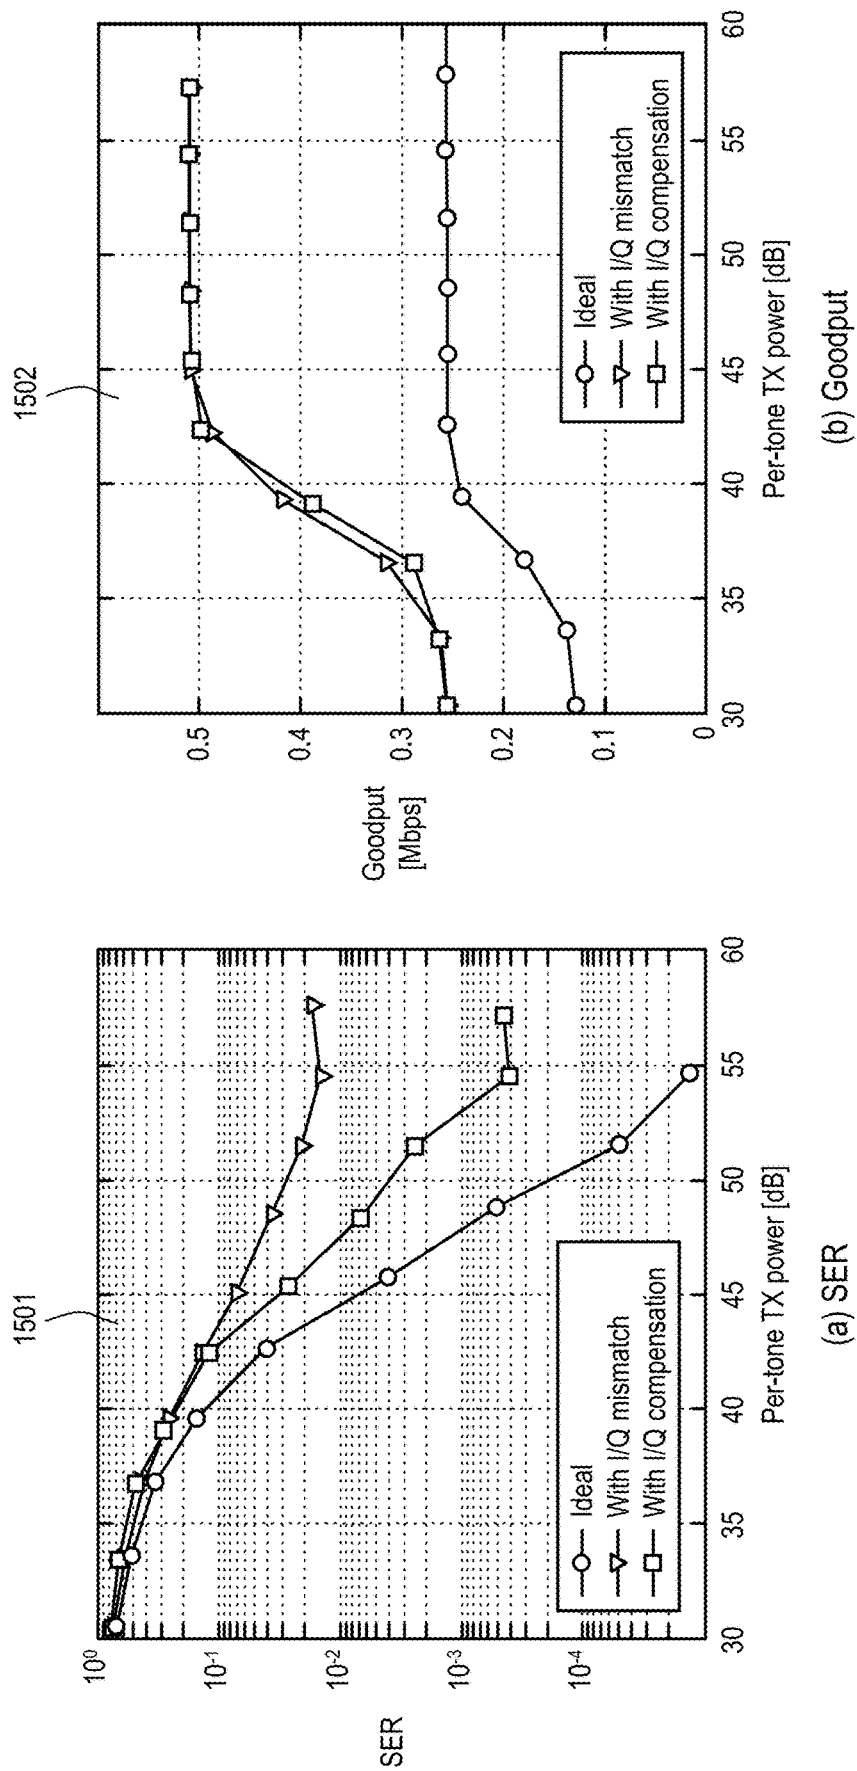 1501
SER
10⁰
10⁻¹
10⁻²
10⁻³
10⁻⁴
30
35
40
45
50
55
60
Ideal
With I/Q mismatch
With I/Q compensation
Per-tone TX power [dB]
(a) SER
1502
Goodput
[Mbps]
0.5
0.4
0.3
0.2
0.1
0
30
35
40
45
50
55
60
Ideal
With I/Q mismatch
With I/Q compensation
Per-tone TX power [dB]
(b) Goodput